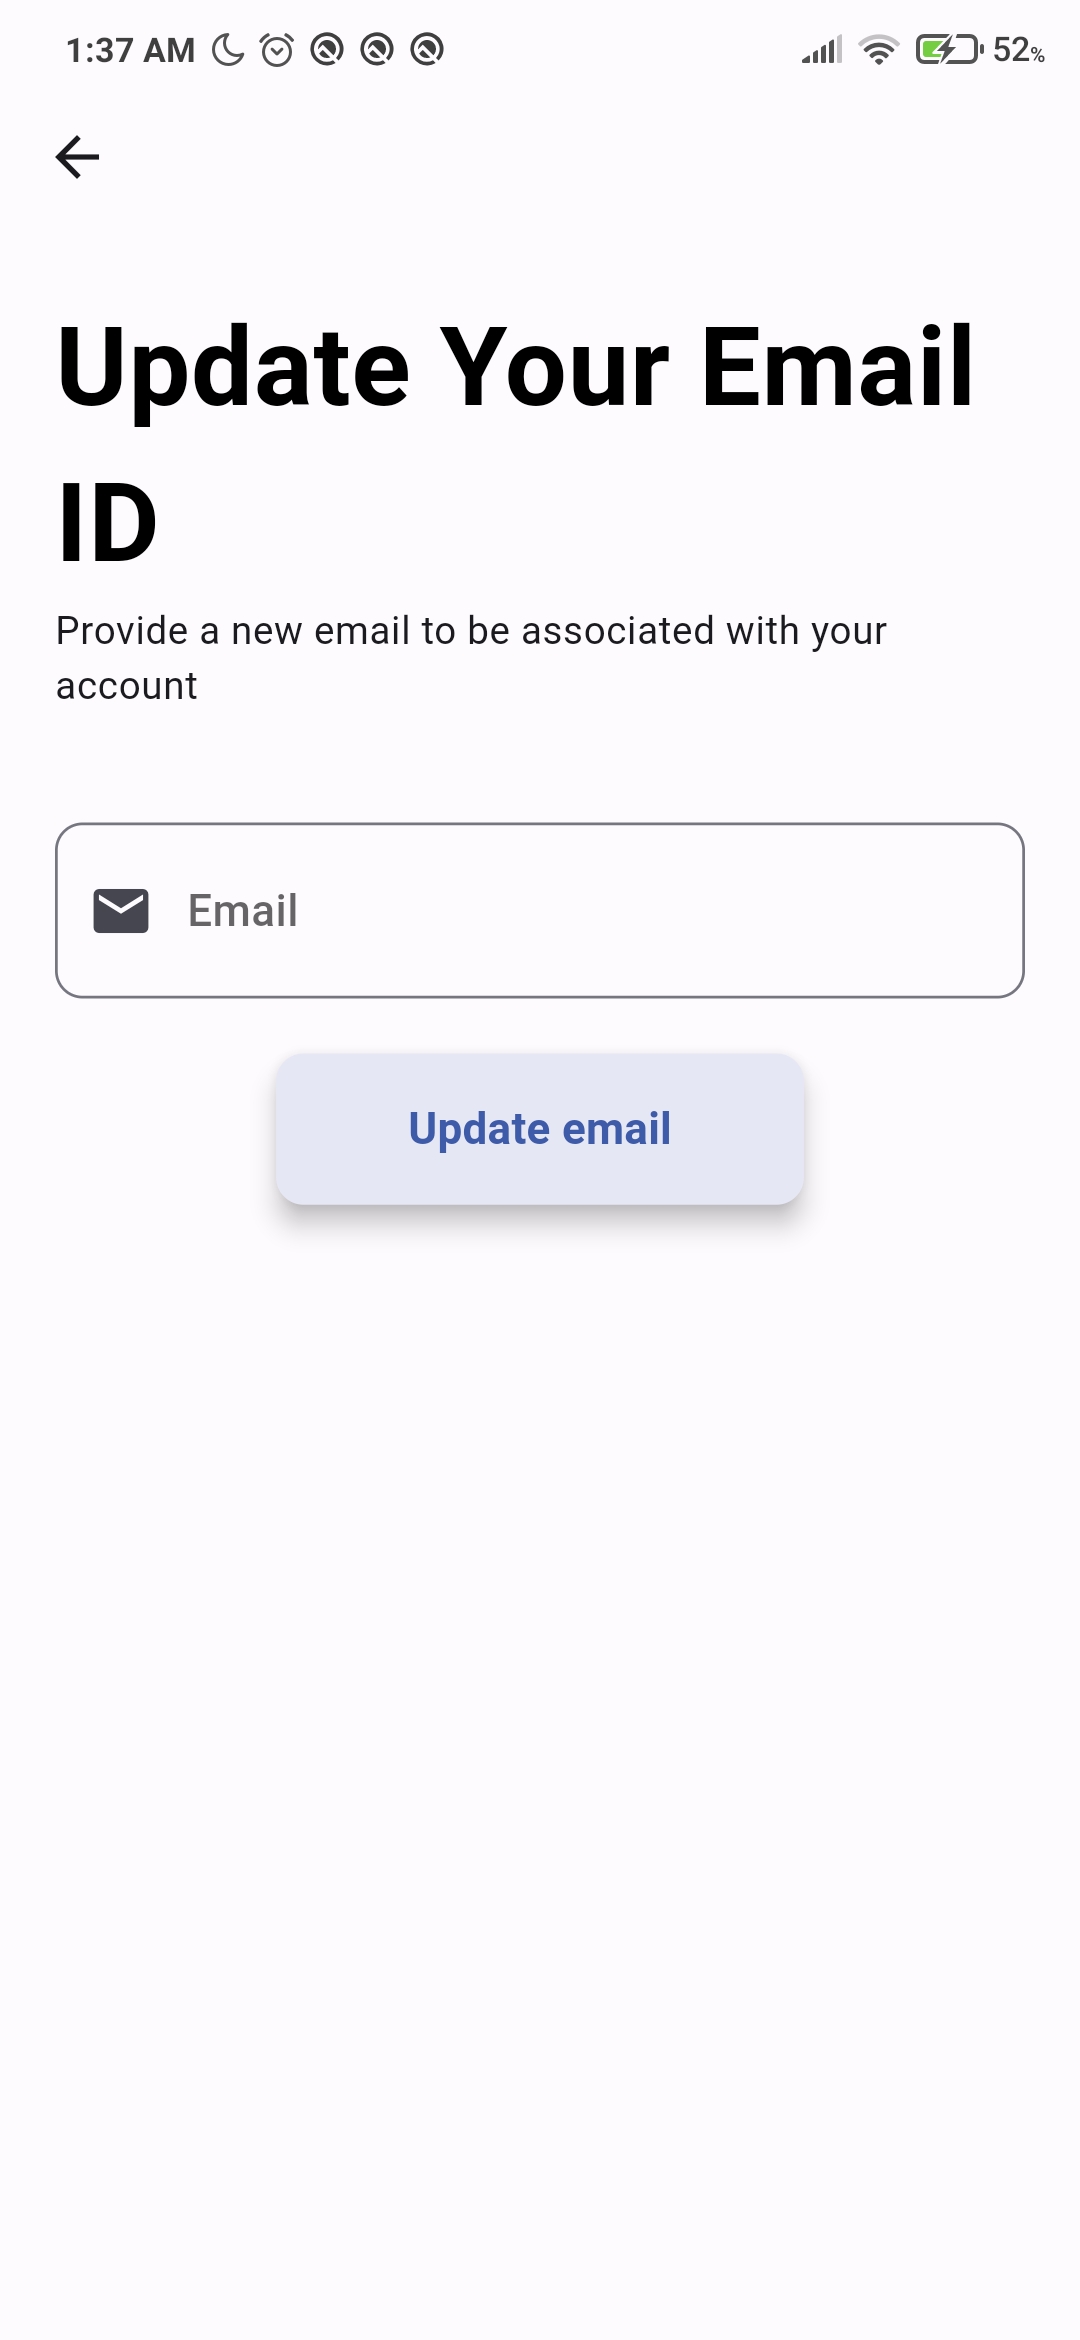 1:37 AM 52%
Update Your Email
ID
Provide a new email to be associated with your
account
Email
Update email